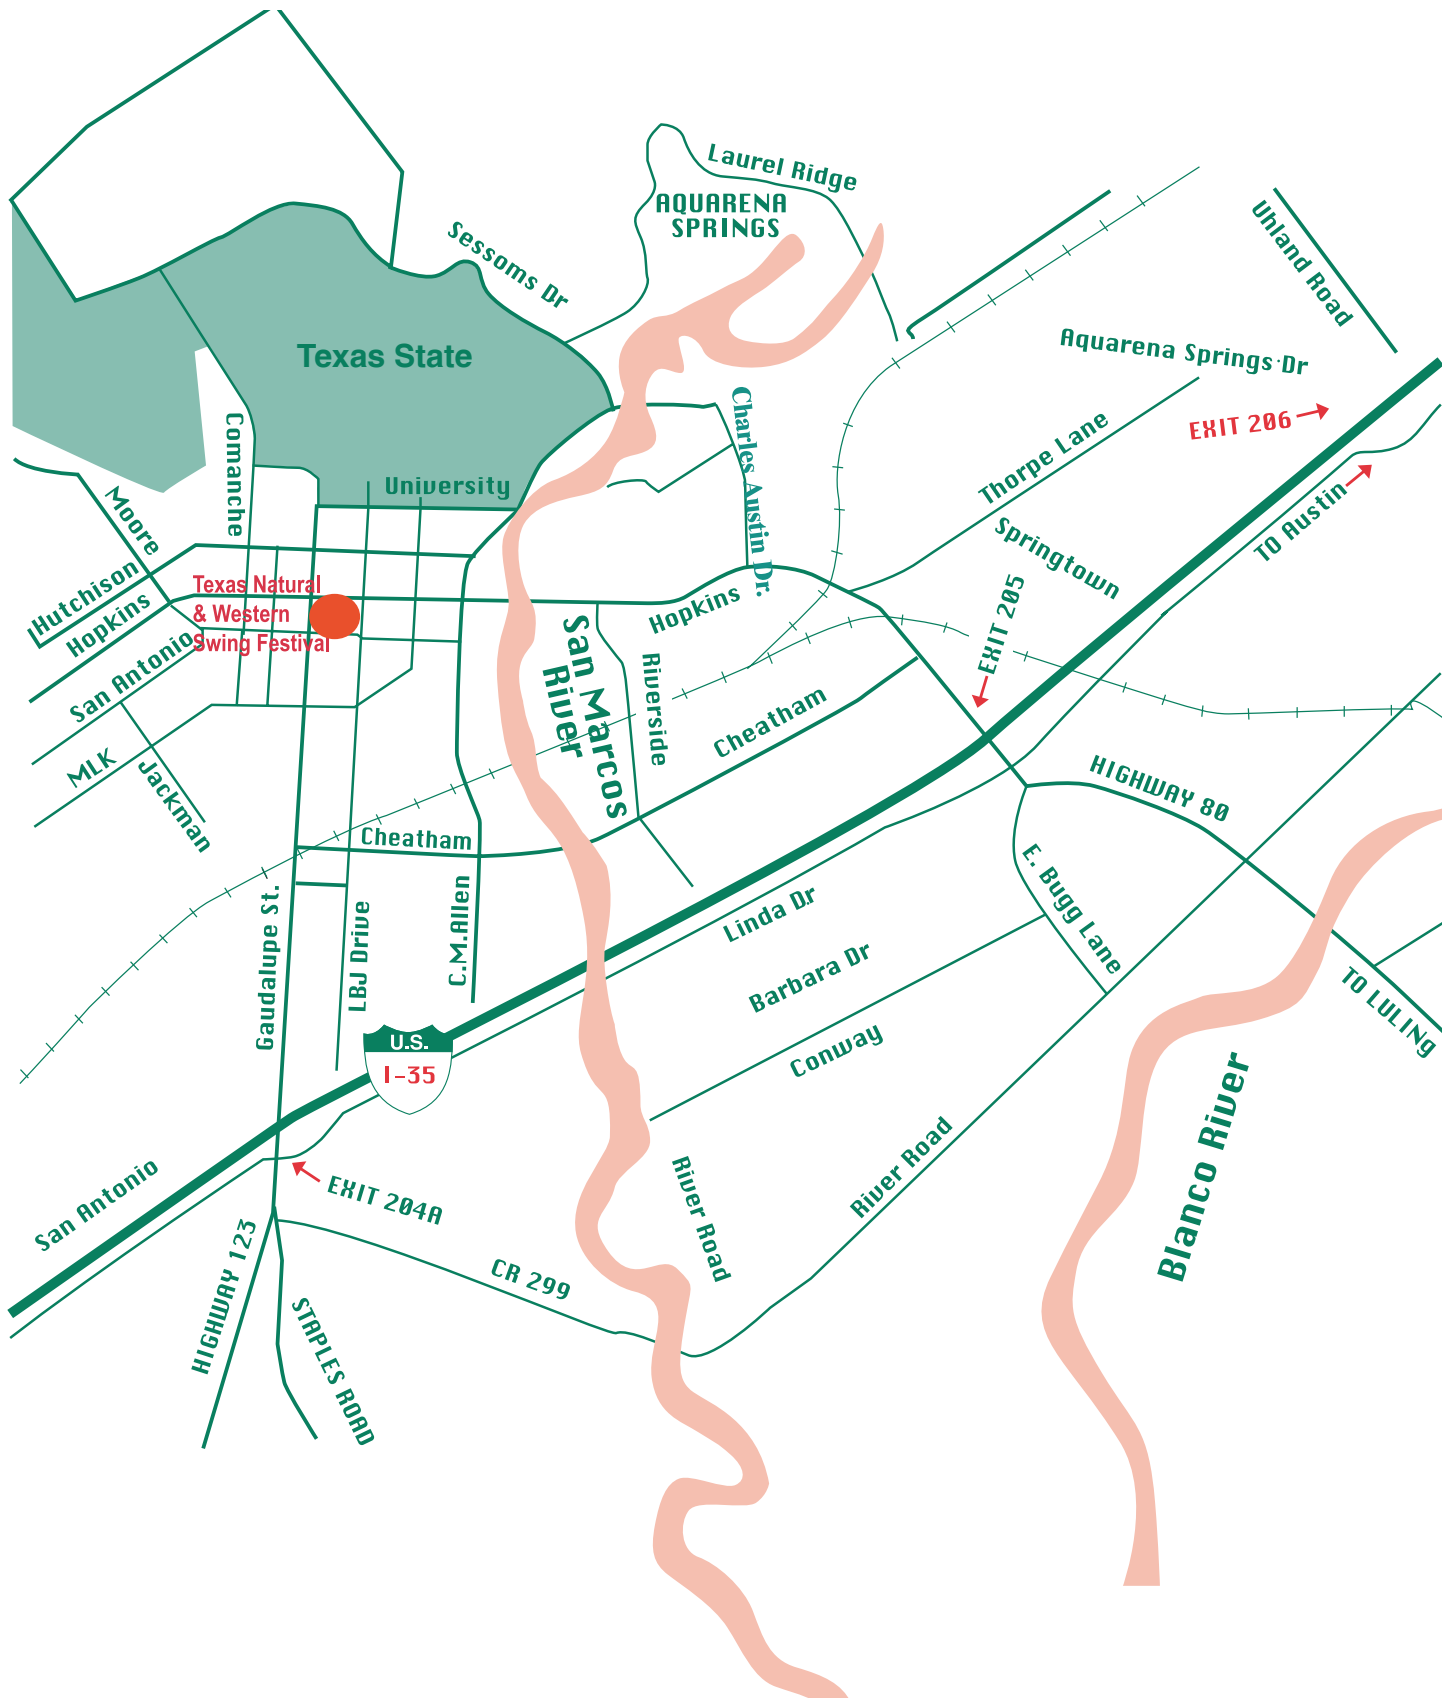 Laurel Ridge
AQUARENA
SPRINGS
Sessoms Dr
Uhland Road
Texas State
Aquarena Springs Dr
EXIT 206
Charles Austin Dr.
Comanche
Thorpe Lane
University
TO Austin
Moore
Springtown
Hutchison
Hopkins
Texas Natural
& Western
Swing Festival
Hopkins
EXIT 205
San Antonio
San Marcos
River
Riverside
Cheatham
MLK
Jackman
HIGHWAY 80
Cheatham
E. Bugg Lane
Gaudalupe St.
LBJ Drive
C.M.Allen
Linda Dr
Barbara Dr
TO LULING
Conway
U.S.
I-35
Blanco River
San Antonio
EXIT 204A
River Road
River Road
HIGHWAY 123
CR 299
STAPLES ROAD